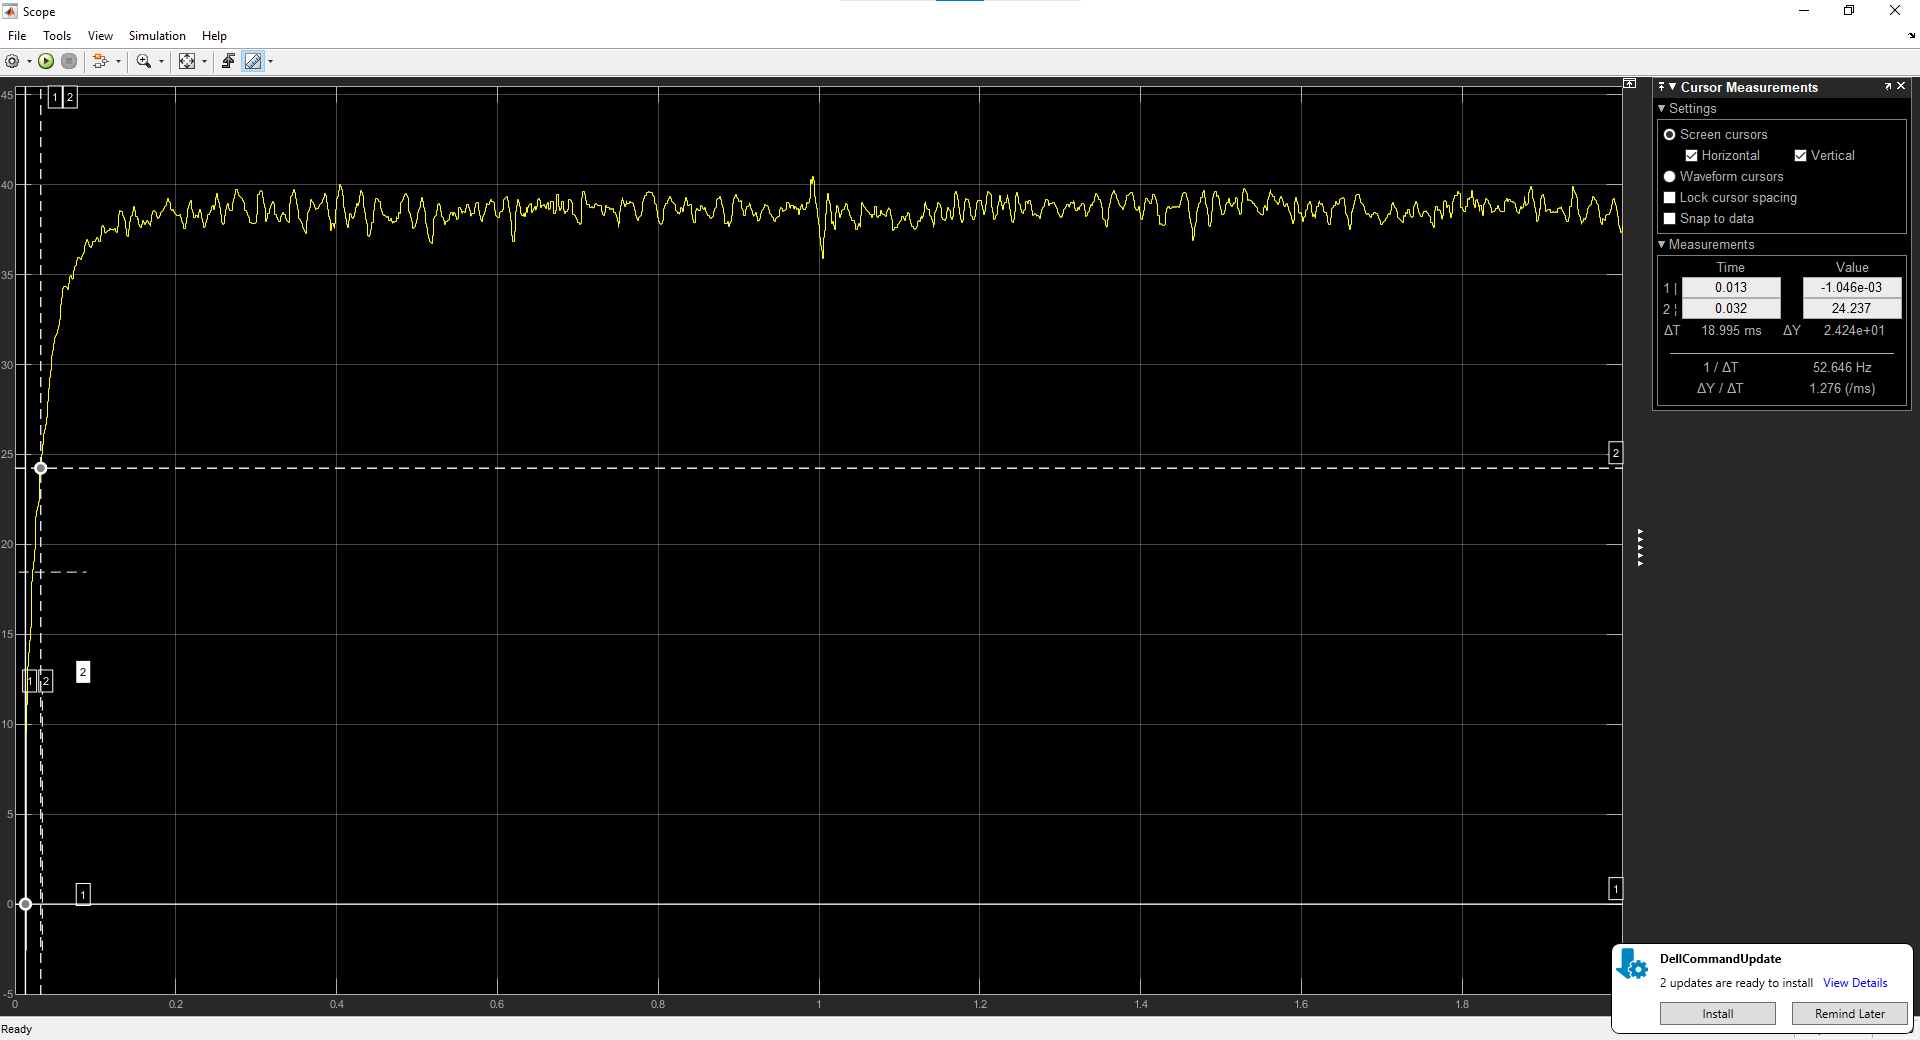 Scope
File Tools View Simulation Help
45
40
35
30
25
20
15
10
5
0
-5
0 0.2 0.4 0.6 0.8 1 1.2 1.4 1.6 1.8
1 2
2
1 2
2
1
1
Cursor Measurements
Settings
Screen cursors
Horizontal Vertical
Waveform cursors
Lock cursor spacing
Snap to data
Measurements
Time Value
1 | 0.013 -1.046e-03
2 ¦ 0.032 24.237
ΔT 18.995 ms ΔY 2.424e+01
1 / ΔT 52.646 Hz
ΔY / ΔT 1.276 (/ms)
DellCommandUpdate
2 updates are ready to install View Details
Install Remind Later
Ready